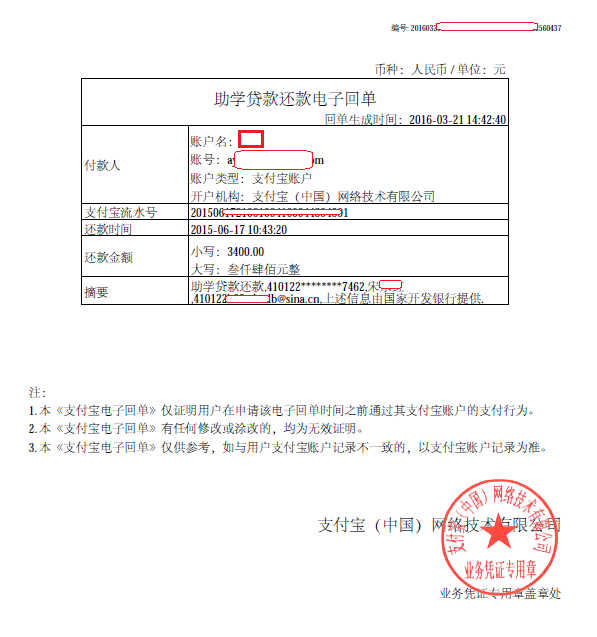 编号: 2016032 560437
币种：人民币 / 单位：元
助学贷款还款电子回单
回单生成时间：2016-03-21 14:42:40
付款人
账户名：
账号：a om
账户类型：支付宝账户
开户机构：支付宝（中国）网络技术有限公司
支付宝流水号 201506 01
还款时间 2015-06-17 10:43:20
还款金额
小写：3400.00
大写：叁仟肆佰元整
摘要
助学贷款还款,410122********7462,宋
,410122 db@sina.cn,上述信息由国家开发银行提供.
注：
1. 本《支付宝电子回单》仅证明用户在申请该电子回单时间之前通过其支付宝账户的支付行为。
2. 本《支付宝电子回单》有任何修改或涂改的，均为无效证明。
3. 本《支付宝电子回单》仅供参考，如与用户支付宝账户记录不一致的，以支付宝账户记录为准。
支付宝（中国）网络技术有限公司
支付宝（中国）网络技术有限公司
业务凭证专用章
业务凭证专用章盖章处